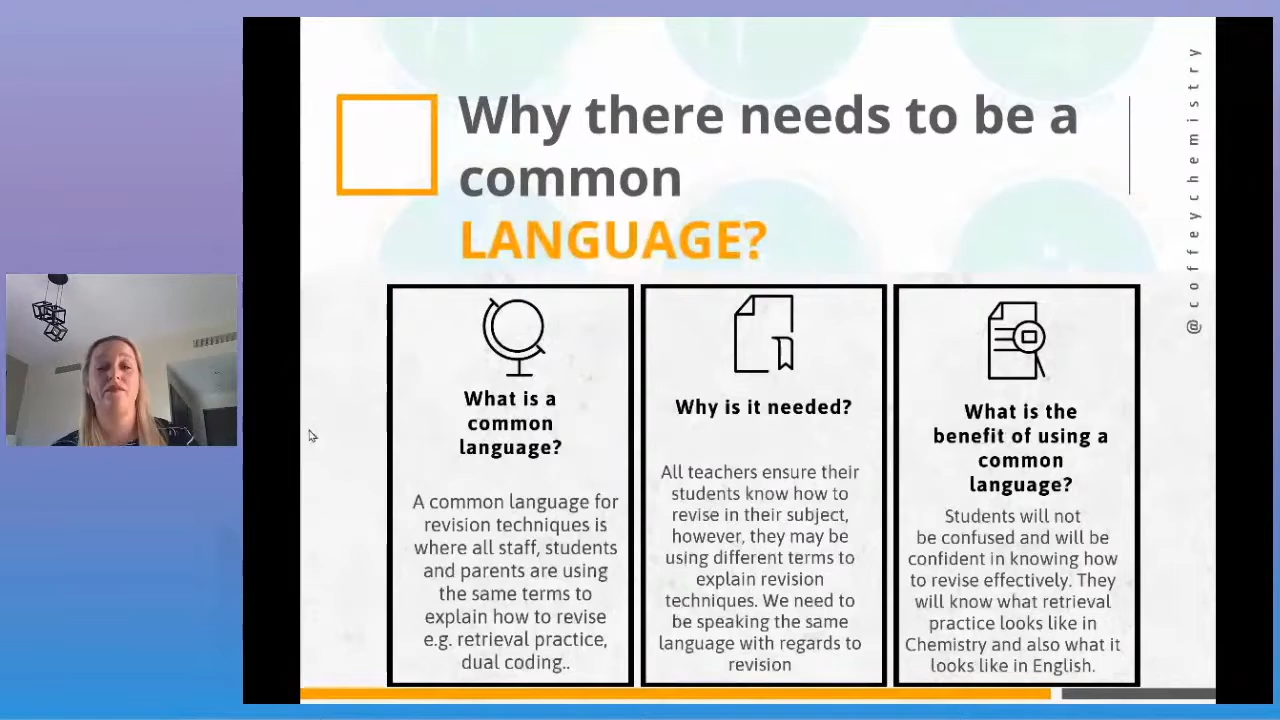 Why there needs to be a
common
LANGUAGE?
@coffeychemistry
What is a
common
language?
A common language for
revision techniques is
where all staff, students
and parents are using
the same terms to
explain how to revise
e.g. retrieval practice,
dual coding..
Why is it needed?
All teachers ensure their
students know how to
revise in their subject,
however, they may be
using different terms to
explain revision
techniques. We need to
be speaking the same
language with regards to
revision
What is the
benefit of using a
common
language?
Students will not
be confused and will be
confident in knowing how
to revise effectively. They
will know what retrieval
practice looks like in
Chemistry and also what it
looks like in English.